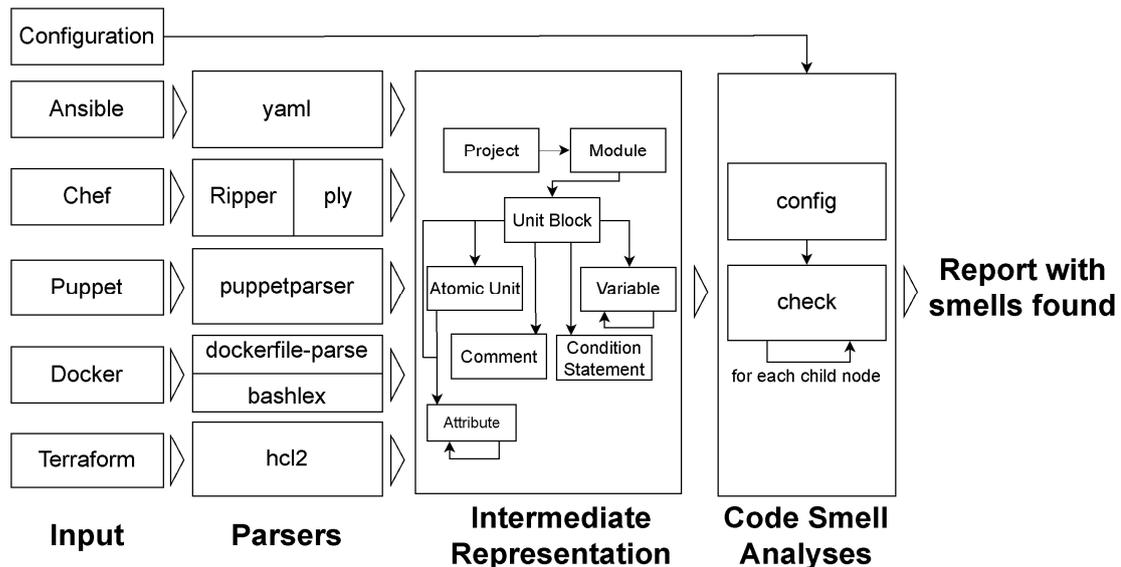 Configuration
Ansible
yaml
Chef
Ripper
ply
Puppet
puppetparser
Docker
dockerfile-parse
bashlex
Terraform
hcl2
Project
Module
Unit Block
Atomic Unit
Variable
Comment
Condition
Statement
Attribute
config
check
for each child node
Report with
smells found
Input
Parsers
Intermediate
Representation
Code Smell
Analyses